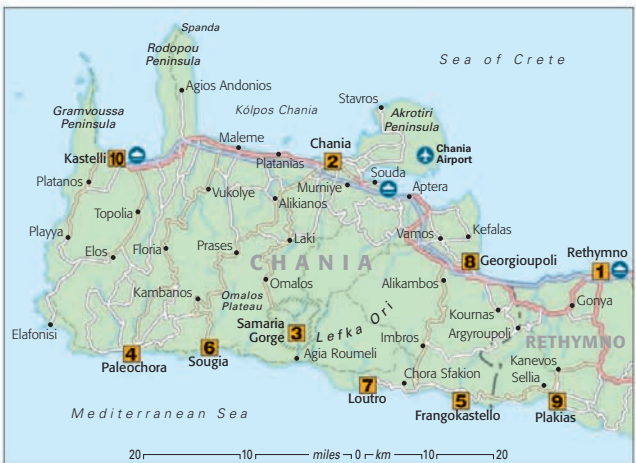 Spanda
Rodopou
Peninsula
Sea of Crete
Agios Andonios
Stavros
Kólpos Chania
Akrotiri
Peninsula
Gramvoussa
Peninsula
Maleme
Chania
2
Chania
Airport
Kastelli 10
Platanias
Souda
Platanos
Vukolye
Murniye
Aptera
Alikianos
Topolia
Playya
Vamos
Kefalas
Elos
Floria
Prases
Laki
CHANIA
8 Georgioupoli
Rethymno
1
Kambanos
Omalos
Omalos
Plateau
Alikambos
Gonya
Kournas
Elafonisi
Samaria
Gorge
3
Lefka Ori
Imbros
Argyroupoli
RETHYMNO
4
Paleochora
6
Sougia
Agia Roumeli
Kanevos
Chora Sfakion
Sellia
7
Loutro
5
Frangokastello
9
Plakias
Mediterranean Sea
20 10 miles 0 km 10 20